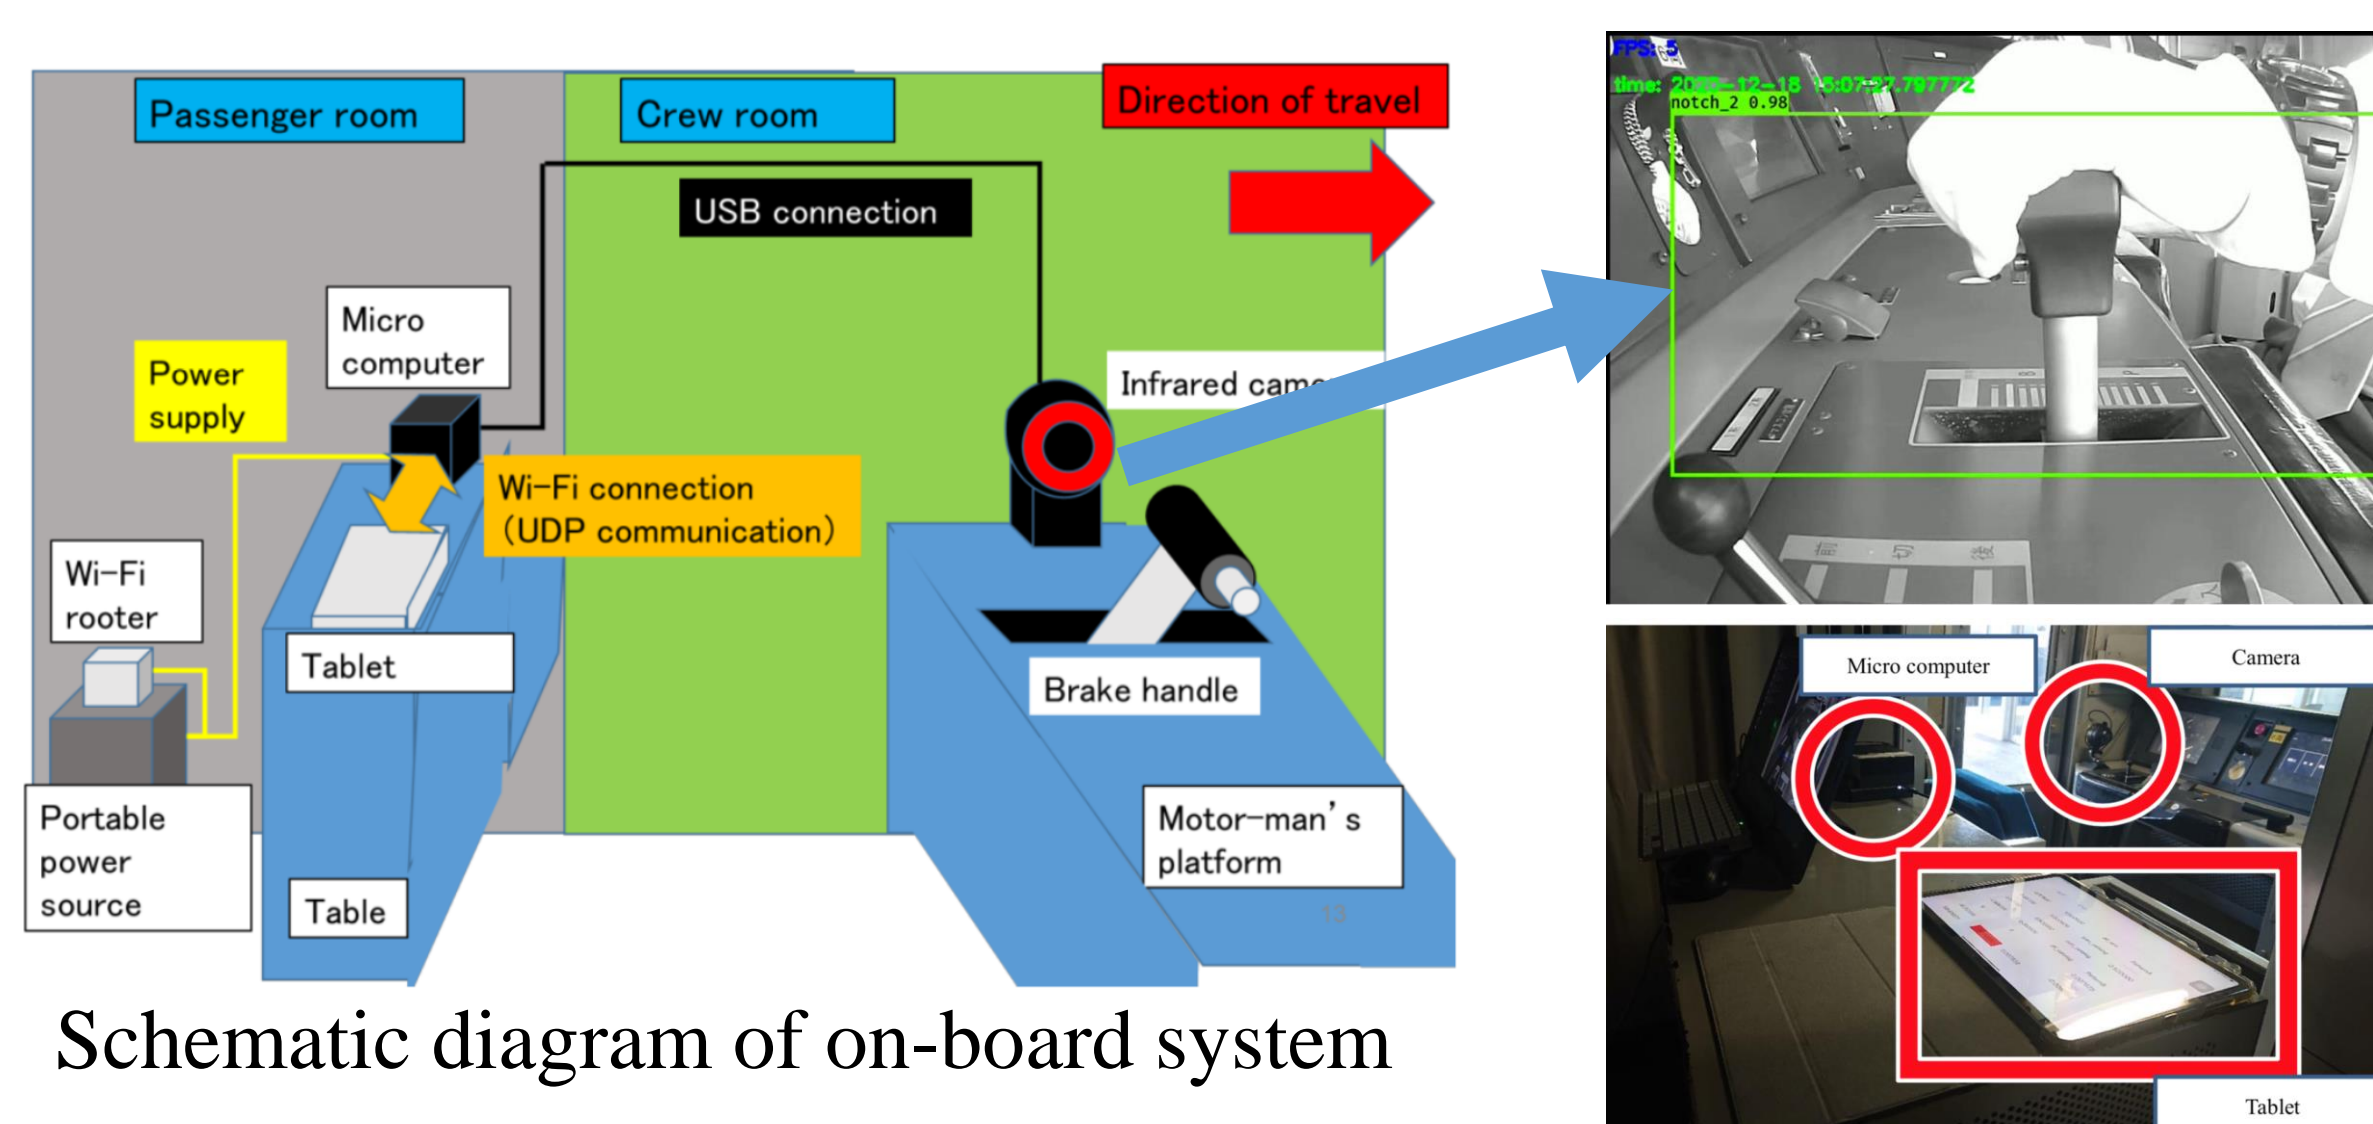 Passenger room
Crew room
Direction of travel
USB connection
Micro
computer
Power
supply
Infrared
Wi-Fi connection
(UDP communication)
Wi-Fi
rooter
Tablet
Brake handle
Portable
power
source
Motor-man's
platform
Table
13
Schematic diagram of on-board system
FPS: 5
time:
notch_2 0.98
B
P
Micro computer
Camera
Tablet